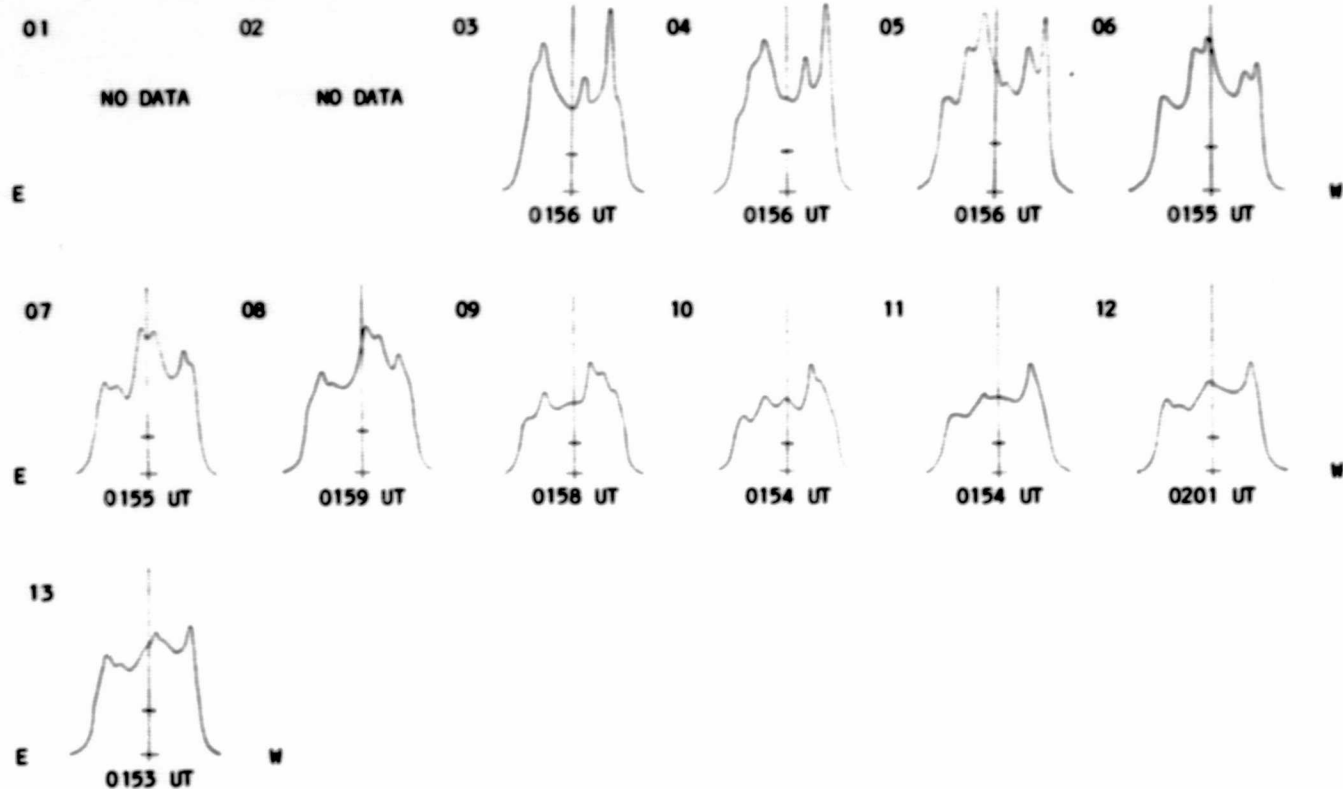 01 02 03 04 05 06
NO DATA NO DATA
E W
0156 UT 0156 UT 0156 UT 0155 UT
07 08 09 10 11 12
E W
0155 UT 0159 UT 0158 UT 0154 UT 0154 UT 0201 UT
13
E W
0153 UT